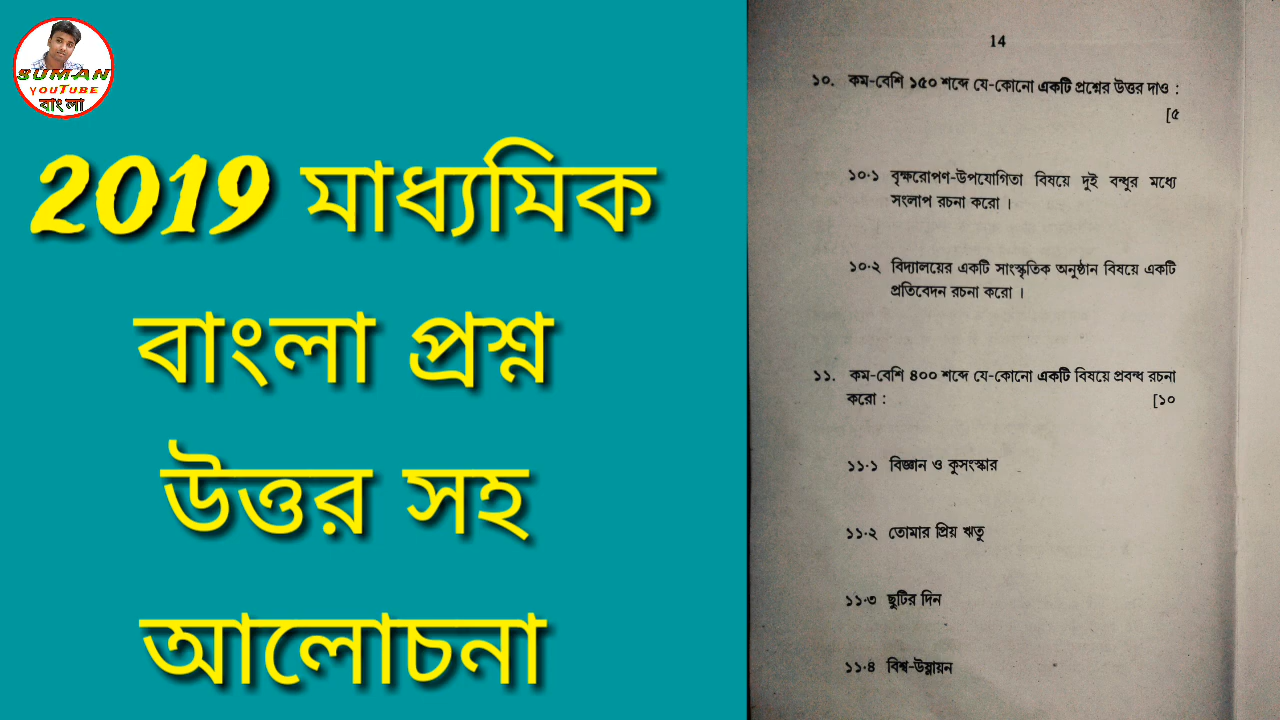 SUMAN
YOUTUBE
বাংলা
2019 মাধ্যমিক
বাংলা প্রশ্ন
উত্তর সহ
আলোচনা
14
১০. কম-বেশি ১৫০ শব্দে যে-কোনো একটি প্রশ্নের উত্তর দাও :
[৫
১০.১ বৃক্ষরোপণ-উপযোগিতা বিষয়ে দুই বন্ধুর মধ্যে
সংলাপ রচনা করো ।
১০.২ বিদ্যালয়ের একটি সাংস্কৃতিক অনুষ্ঠান বিষয়ে একটি
প্রতিবেদন রচনা করো ।
১১. কম-বেশি ৪০০ শব্দে যে-কোনো একটি বিষয়ে প্রবন্ধ রচনা
করো : [১০
১১.১ বিজ্ঞান ও কুসংস্কার
১১.২ তোমার প্রিয় ঋতু
১১.৩ ছুটির দিন
১১.৪ বিশ্ব-উষ্ণায়ন